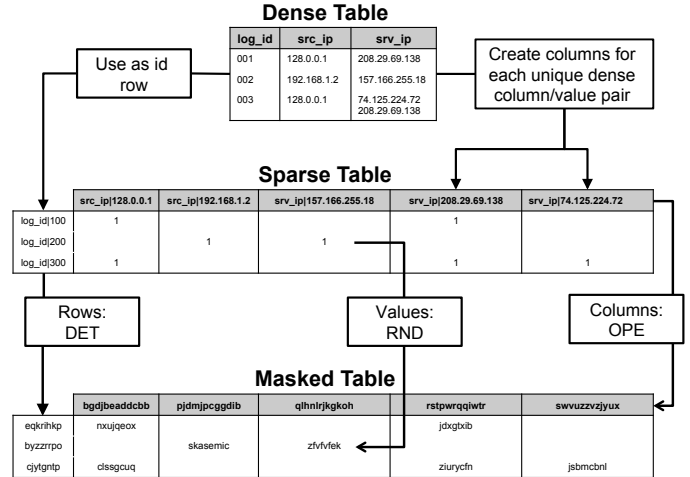 Dense Table
log_id src_ip srv_ip
001 128.0.0.1 208.29.69.138
002 192.168.1.2 157.166.255.18
003 128.0.0.1 74.125.224.72
208.29.69.138
Use as id
row
Create columns for
each unique dense
column/value pair
Sparse Table
src_ip|128.0.0.1 src_ip|192.168.1.2 srv_ip|157.166.255.18 srv_ip|208.29.69.138 srv_ip|74.125.224.72
log_id|100 1 1
log_id|200 1 1
log_id|300 1 1 1
Rows:
DET
Values:
RND
Columns:
OPE
Masked Table
bgdjbeaddcbb pjdmjpcggdib qlhnlrjkgkoh rstpwrqqiwtr swvuzzvzjyux
eqkrihkp nxujqeox jdxgtxib
byzzrrpo skasemic zfvfvfek
cjytgntp clssgcuq ziurycfn jsbmcbnl